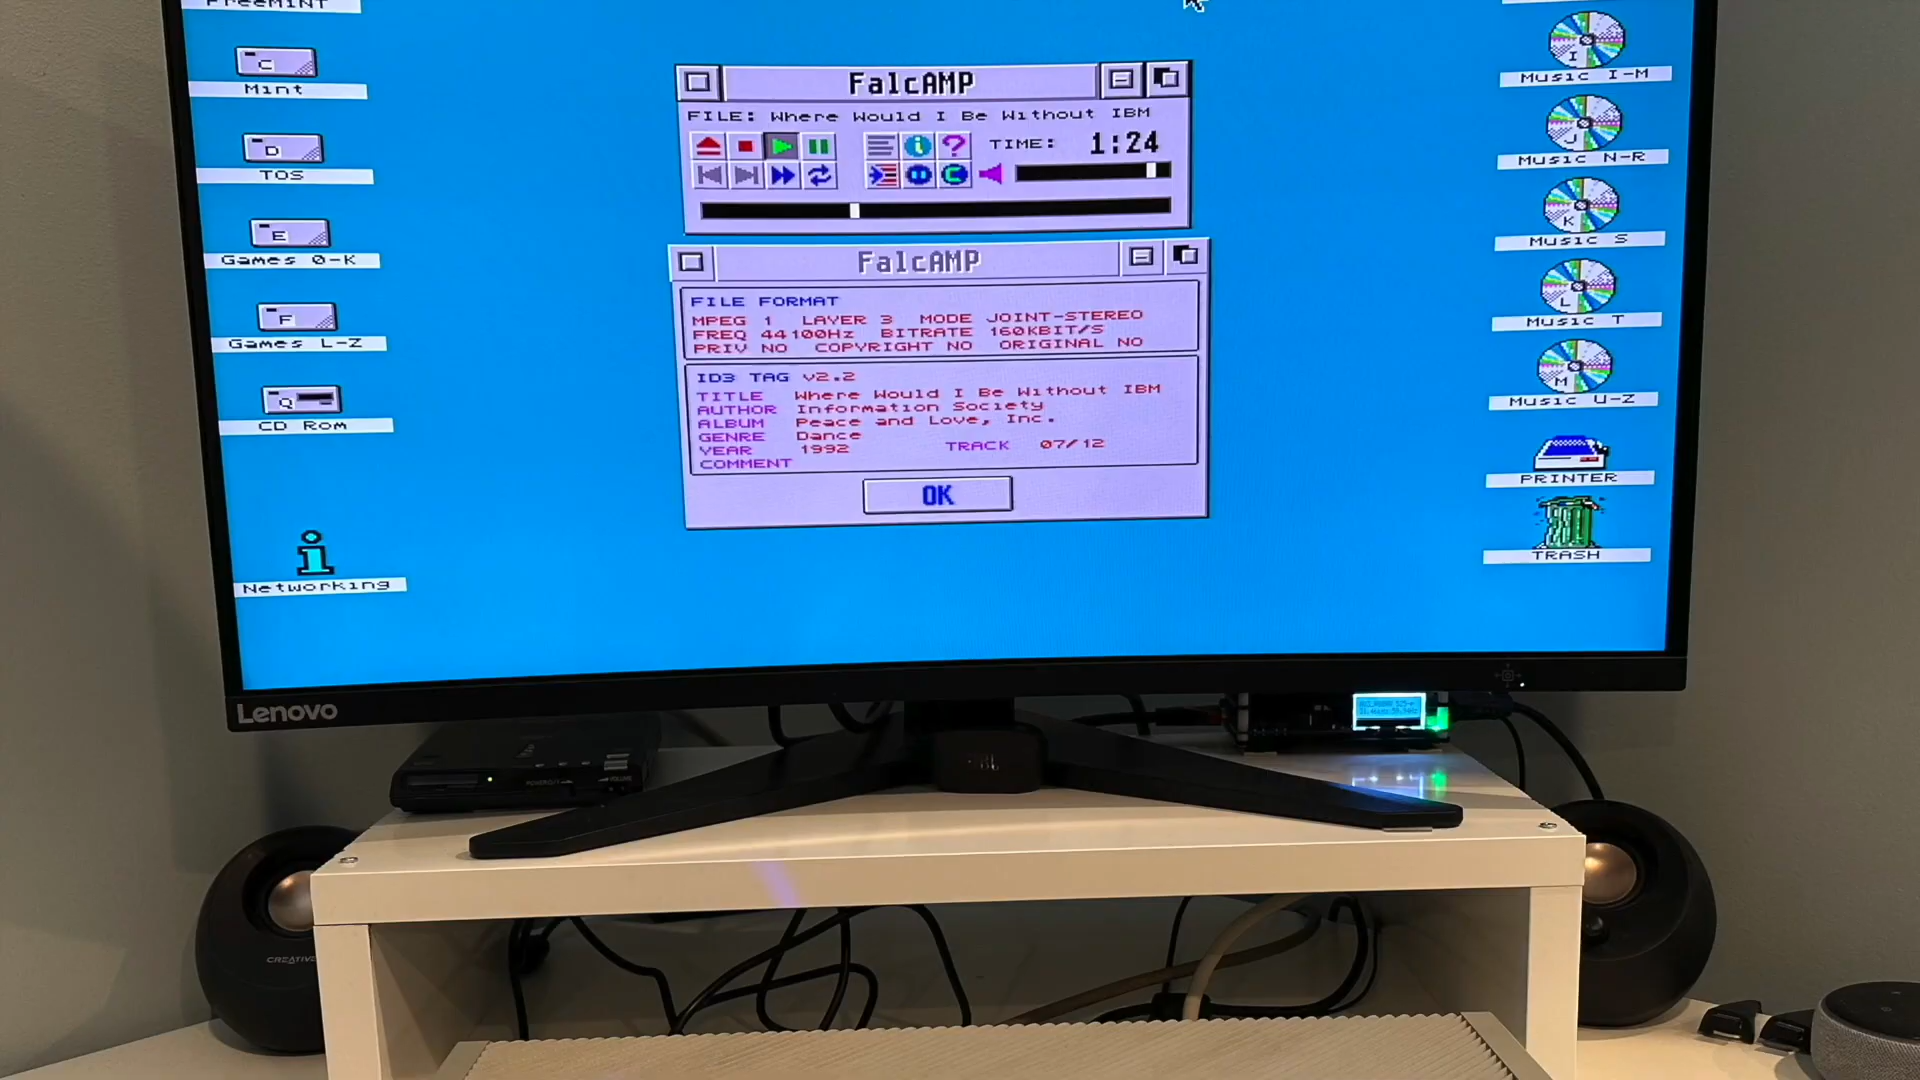 FreeMiNT
C
Mint
D
TOS
E
Games 0-K
F
Games L-Z
Q
CD Rom
Networking
FalcAMP
FILE: Where Would I Be Without IBM
TIME: 1:24
FalcAMP
FILE FORMAT
MPEG 1 LAYER 3 MODE JOINT-STEREO
FREQ 44100Hz BITRATE 160KBIT/S
PRIV NO COPYRIGHT NO ORIGINAL NO
ID3 TAG v2.2
TITLE Where Would I Be Without IBM
AUTHOR Information Society
ALBUM Peace and Love, Inc.
GENRE Dance
YEAR 1992 TRACK 07/12
COMMENT
OK
I
Music I-M
J
Music N-R
K
Music S
L
Music T
M
Music U-Z
PRINTER
TRASH
Lenovo
VOLUME
JBL
CREATIVE